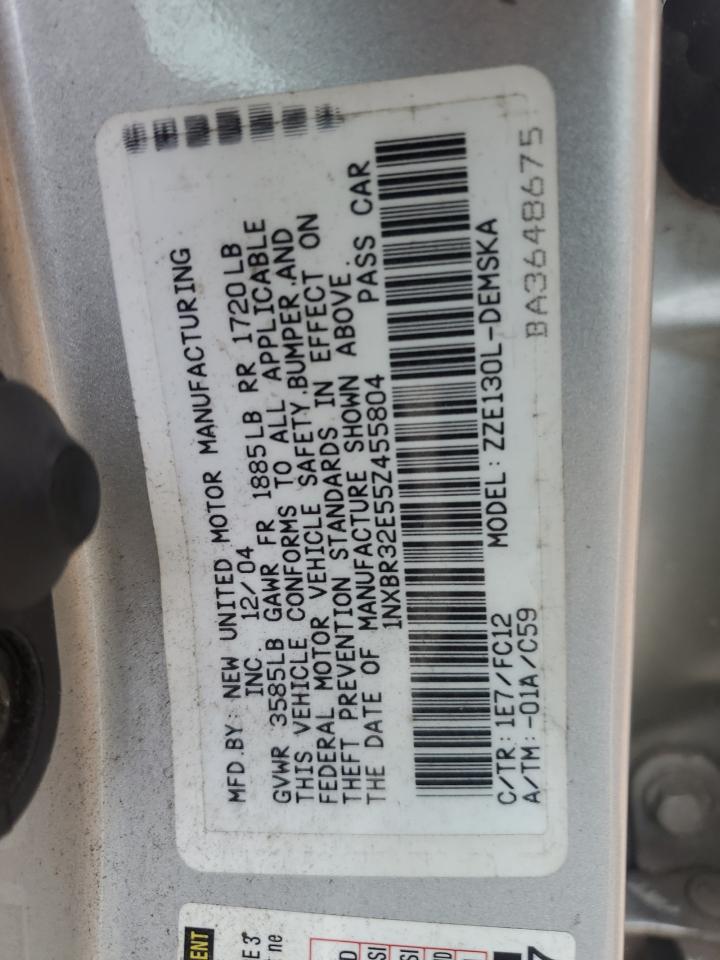 MFD.BY: NEW UNITED MOTOR MANUFACTURING
INC. 12/04
GVWR 3585LB GAWR FR 1885LB RR 1720LB
THIS VEHICLE CONFORMS TO ALL APPLICABLE
FEDERAL MOTOR VEHICLE SAFETY,BUMPER,AND
THEFT PREVENTION STANDARDS IN EFFECT ON
THE DATE OF MANUFACTURE SHOWN ABOVE.
1NXBR32E55Z455804 PASS CAR
C/TR:1E7/FC12 MODEL:ZZE130L-DEMSKA
A/TM:-01A/C59
BA3648675